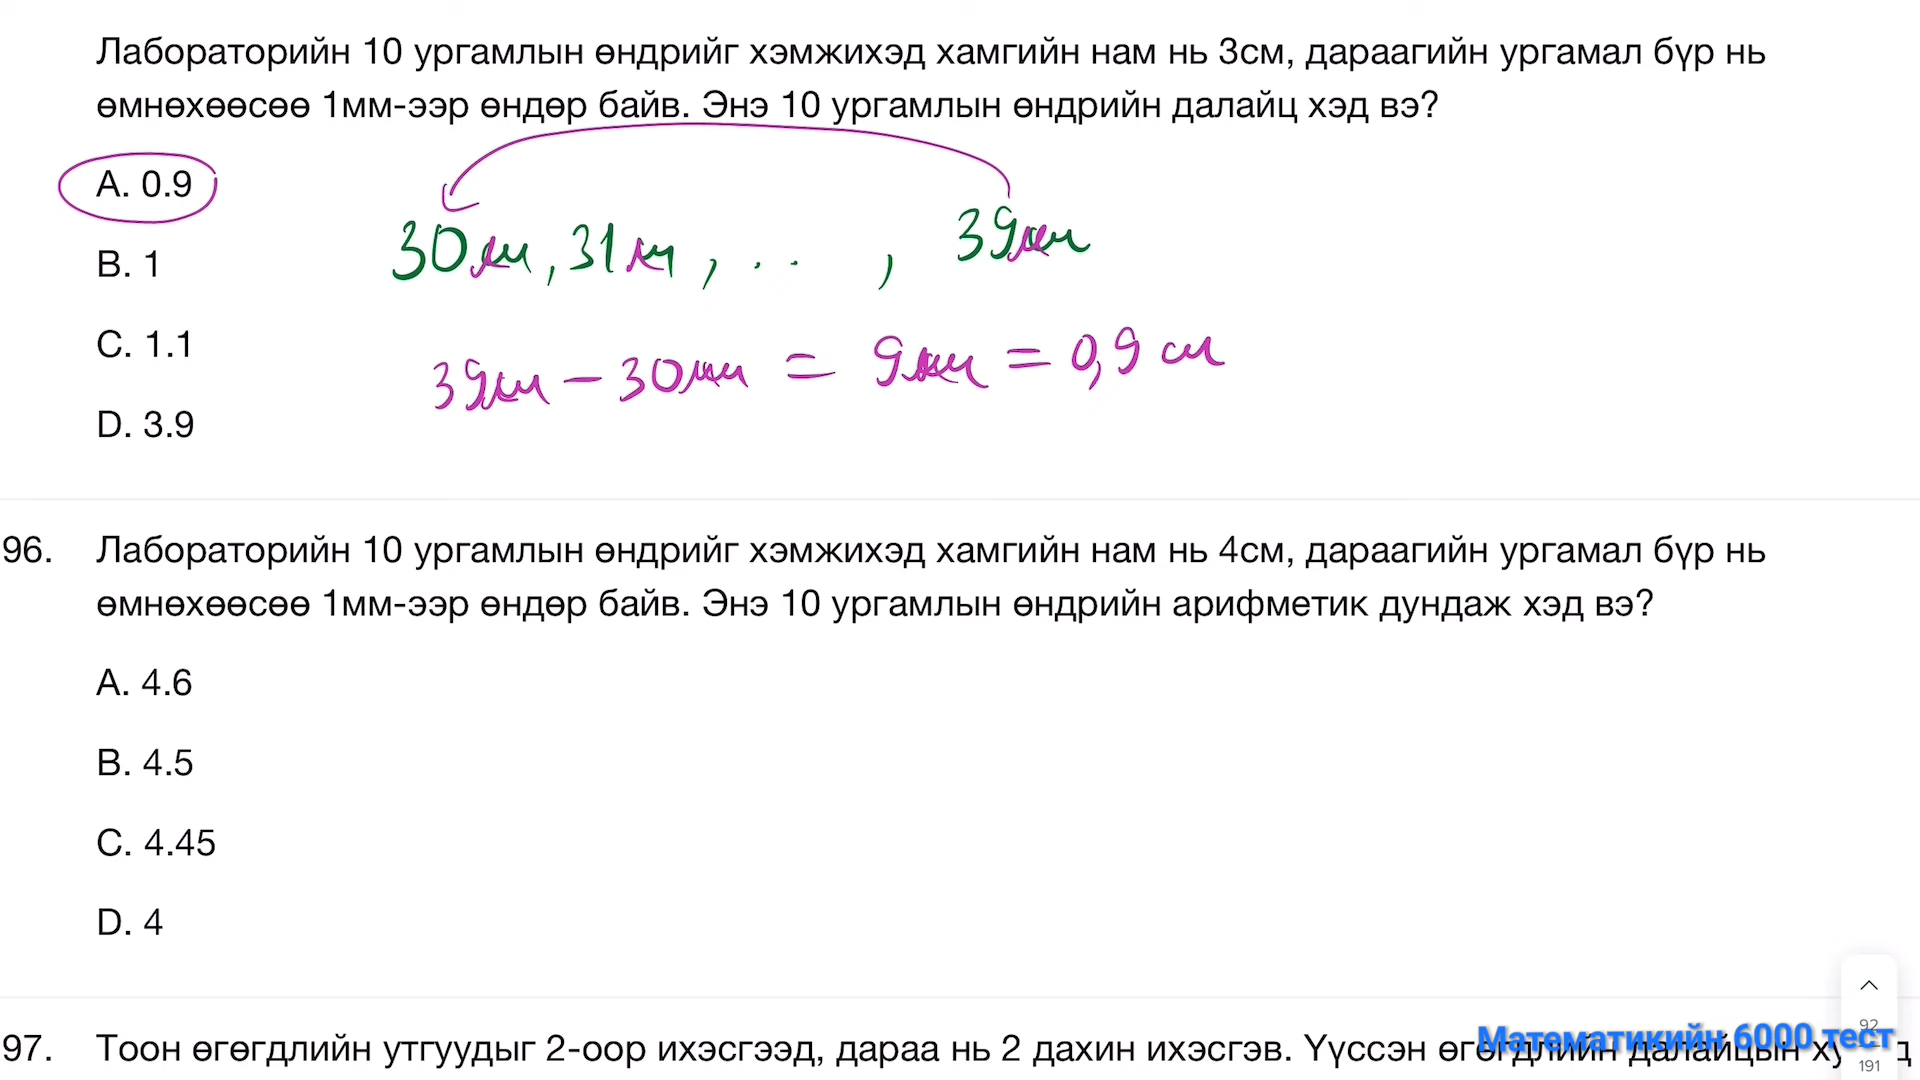 Лабораторийн 10 ургамлын өндрийг хэмжихэд хамгийн нам нь 3см, дараагийн ургамал бүр нь
өмнөхөөсөө 1мм-ээр өндөр байв. Энэ 10 ургамлын өндрийн далайц хэд вэ?
A. 0.9
30мм, 31мм, .. , 39мм
B. 1
C. 1.1
39мм – 30мм = 9мм = 0,9 см
D. 3.9
96. Лабораторийн 10 ургамлын өндрийг хэмжихэд хамгийн нам нь 4см, дараагийн ургамал бүр нь
өмнөхөөсөө 1мм-ээр өндөр байв. Энэ 10 ургамлын өндрийн арифметик дундаж хэд вэ?
A. 4.6
B. 4.5
C. 4.45
D. 4
92
Математикийн 6000 тест
97. Тоон өгөгдлийн утгуудыг 2-оор ихэсгээд, дараа нь 2 дахин ихэсгэв. Үүссэн өгөгдлийн далайцын
191